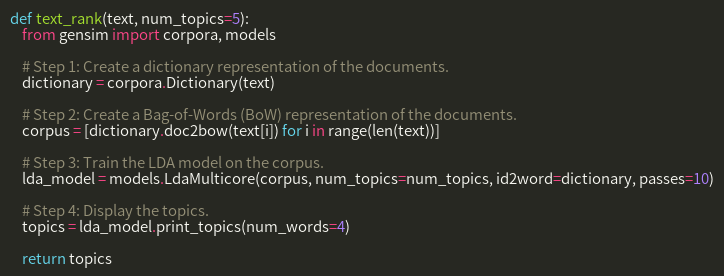 def text_rank(text, num_topics=5):
from gensim import corpora, models
# Step 1: Create a dictionary representation of the documents.
dictionary = corpora.Dictionary(text)
# Step 2: Create a Bag-of-Words (BoW) representation of the documents.
corpus = [dictionary.doc2bow(text[i]) for i in range(len(text))]
# Step 3: Train the LDA model on the corpus.
lda_model = models.LdaMulticore(corpus, num_topics=num_topics, id2word=dictionary, passes=10)
# Step 4: Display the topics.
topics = lda_model.print_topics(num_words=4)
return topics